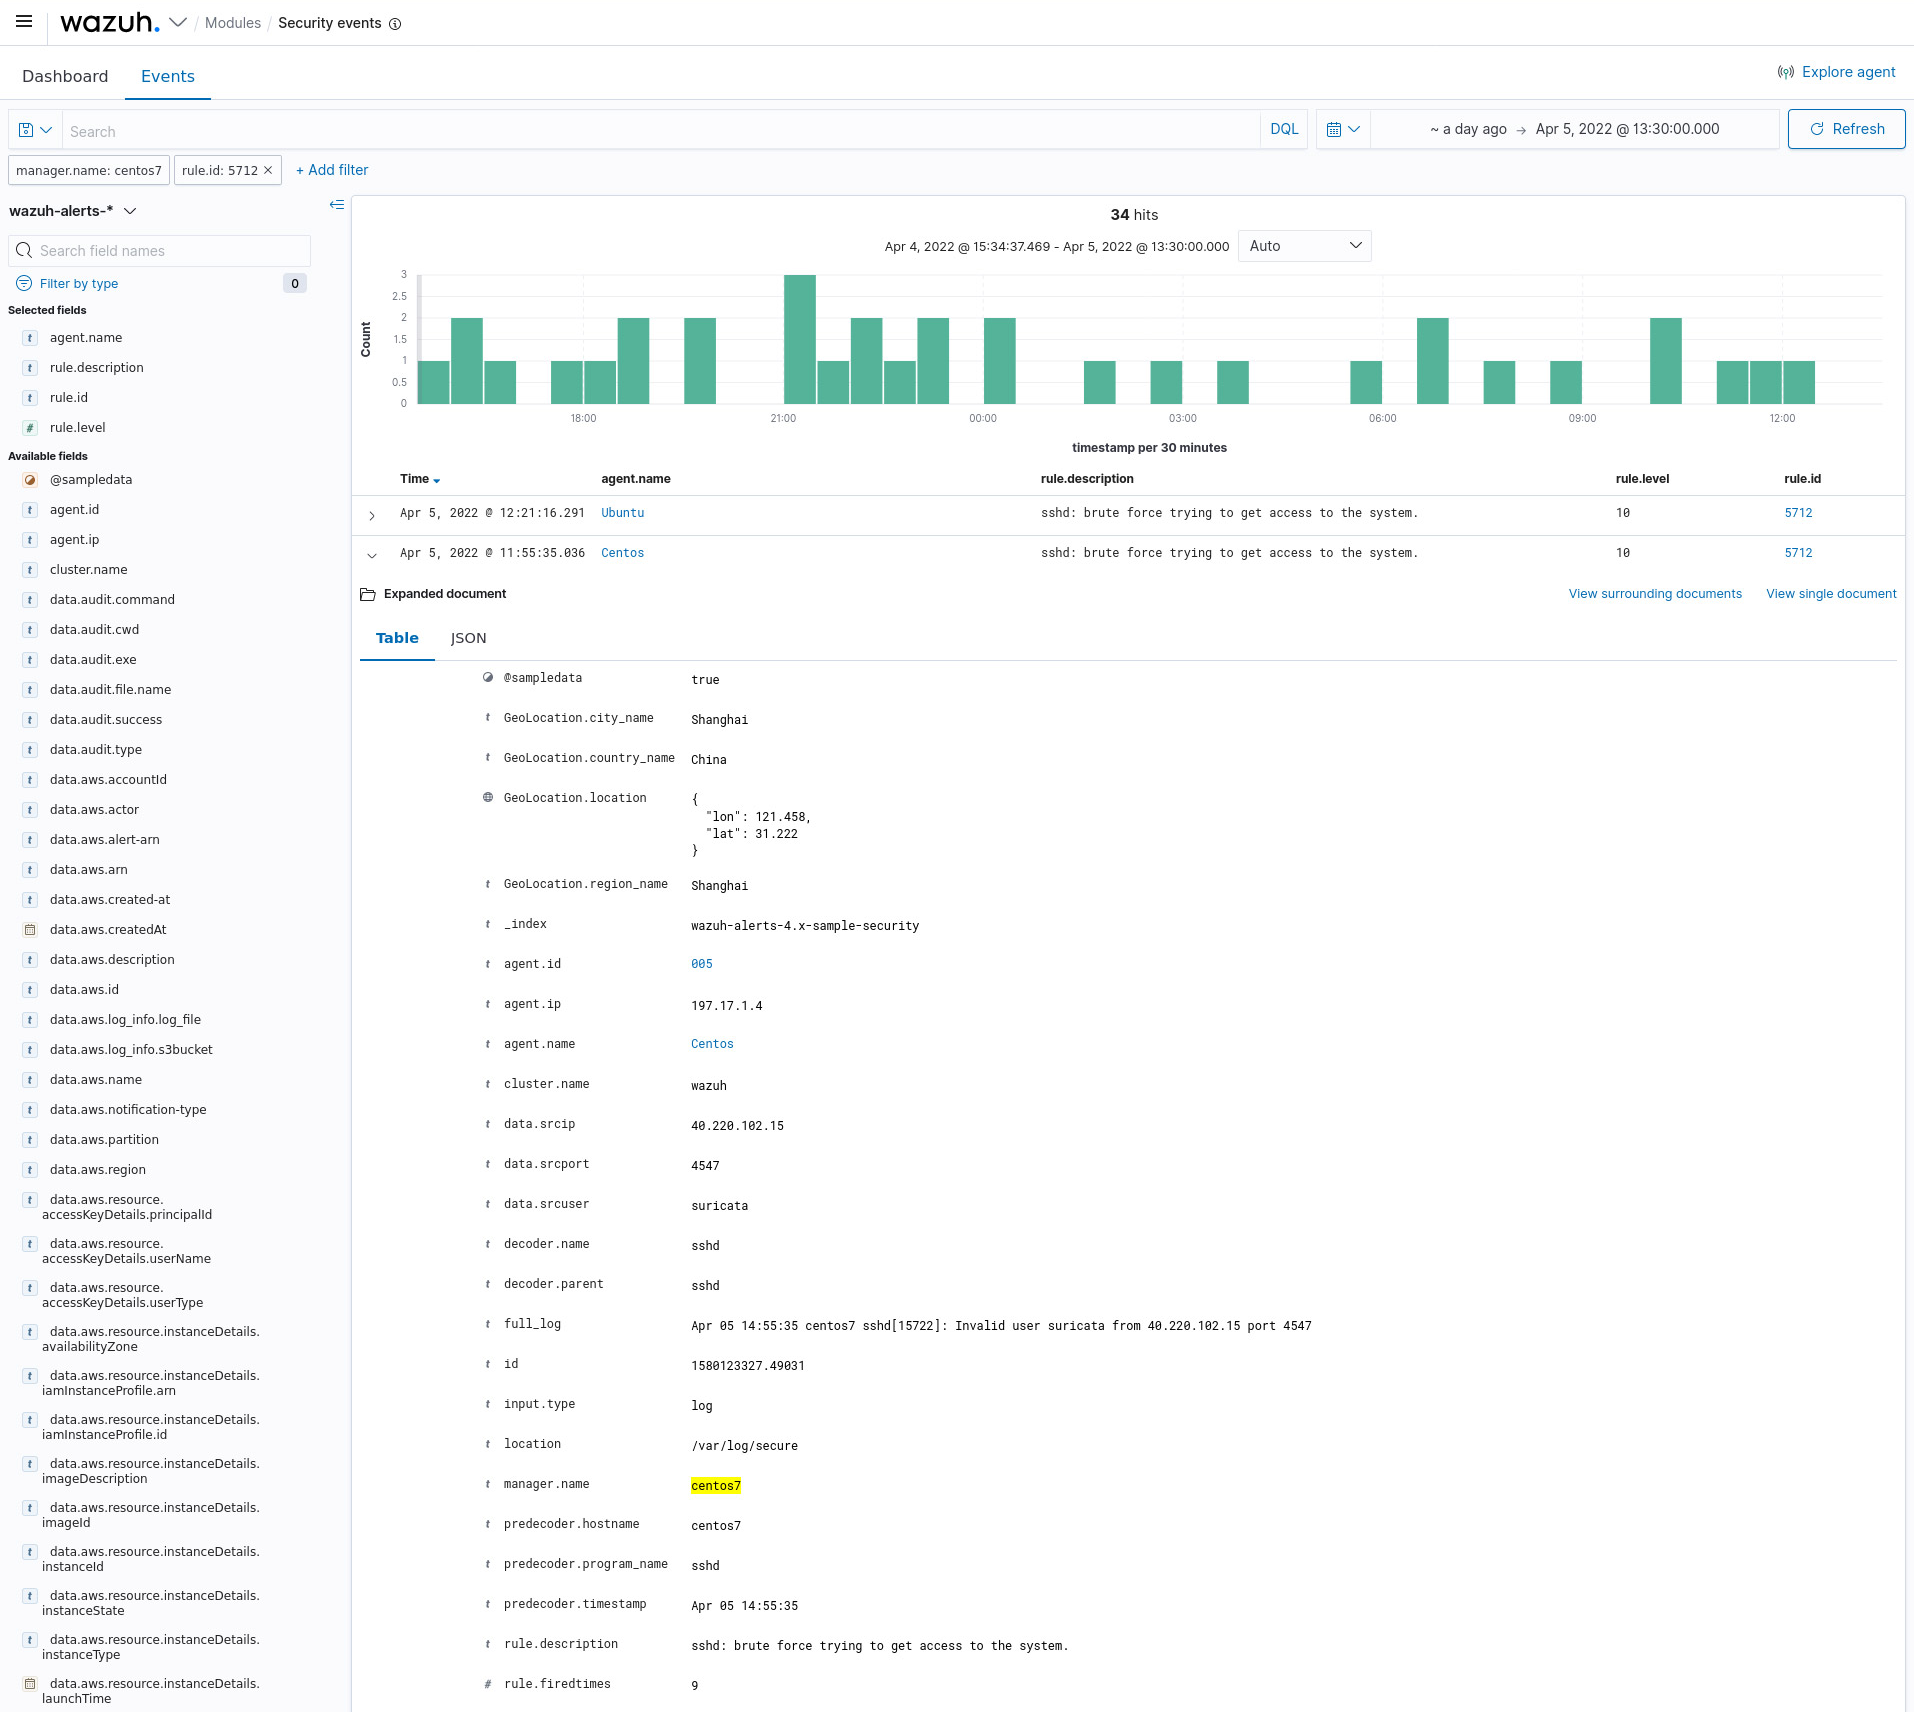 wazuh. / Modules / Security events
Dashboard Events Explore agent
Search DQL ~ a day ago → Apr 5, 2022 @ 13:30:00.000 Refresh
manager.name: centos7 rule.id: 5712 × + Add filter
wazuh-alerts-*
Search field names
Filter by type 0
Selected fields
t agent.name
t rule.description
t rule.id
# rule.level
Available fields
@sampledata
t agent.id
t agent.ip
t cluster.name
t data.audit.command
t data.audit.cwd
t data.audit.exe
t data.audit.file.name
t data.audit.success
t data.audit.type
t data.aws.accountId
t data.aws.actor
t data.aws.alert-arn
t data.aws.arn
t data.aws.created-at
data.aws.createdAt
t data.aws.description
t data.aws.id
t data.aws.log_info.log_file
t data.aws.log_info.s3bucket
t data.aws.name
t data.aws.notification-type
t data.aws.partition
t data.aws.region
t data.aws.resource.
accessKeyDetails.principalId
t data.aws.resource.
accessKeyDetails.userName
t data.aws.resource.
accessKeyDetails.userType
t data.aws.resource.instanceDetails.
availabilityZone
t data.aws.resource.instanceDetails.
iamInstanceProfile.arn
t data.aws.resource.instanceDetails.
iamInstanceProfile.id
t data.aws.resource.instanceDetails.
imageDescription
t data.aws.resource.instanceDetails.
imageId
t data.aws.resource.instanceDetails.
instanceId
t data.aws.resource.instanceDetails.
instanceState
t data.aws.resource.instanceDetails.
instanceType
data.aws.resource.instanceDetails.
launchTime
34 hits
Apr 4, 2022 @ 15:34:37.469 - Apr 5, 2022 @ 13:30:00.000 Auto
Count
3
2.5
2
1.5
1
0.5
0
18:00 21:00 00:00 03:00 06:00 09:00 12:00
timestamp per 30 minutes
Time agent.name rule.description rule.level rule.id
Apr 5, 2022 @ 12:21:16.291 Ubuntu sshd: brute force trying to get access to the system. 10 5712
Apr 5, 2022 @ 11:55:35.036 Centos sshd: brute force trying to get access to the system. 10 5712
Expanded document View surrounding documents View single document
Table JSON
@sampledata true
t GeoLocation.city_name Shanghai
t GeoLocation.country_name China
GeoLocation.location {
"lon": 121.458,
"lat": 31.222
}
t GeoLocation.region_name Shanghai
t _index wazuh-alerts-4.x-sample-security
t agent.id 005
t agent.ip 197.17.1.4
t agent.name Centos
t cluster.name wazuh
t data.srcip 40.220.102.15
t data.srcport 4547
t data.srcuser suricata
t decoder.name sshd
t decoder.parent sshd
t full_log Apr 05 14:55:35 centos7 sshd[15722]: Invalid user suricata from 40.220.102.15 port 4547
t id 1580123327.49031
t input.type log
t location /var/log/secure
t manager.name centos7
t predecoder.hostname centos7
t predecoder.program_name sshd
t predecoder.timestamp Apr 05 14:55:35
t rule.description sshd: brute force trying to get access to the system.
# rule.firedtimes 9